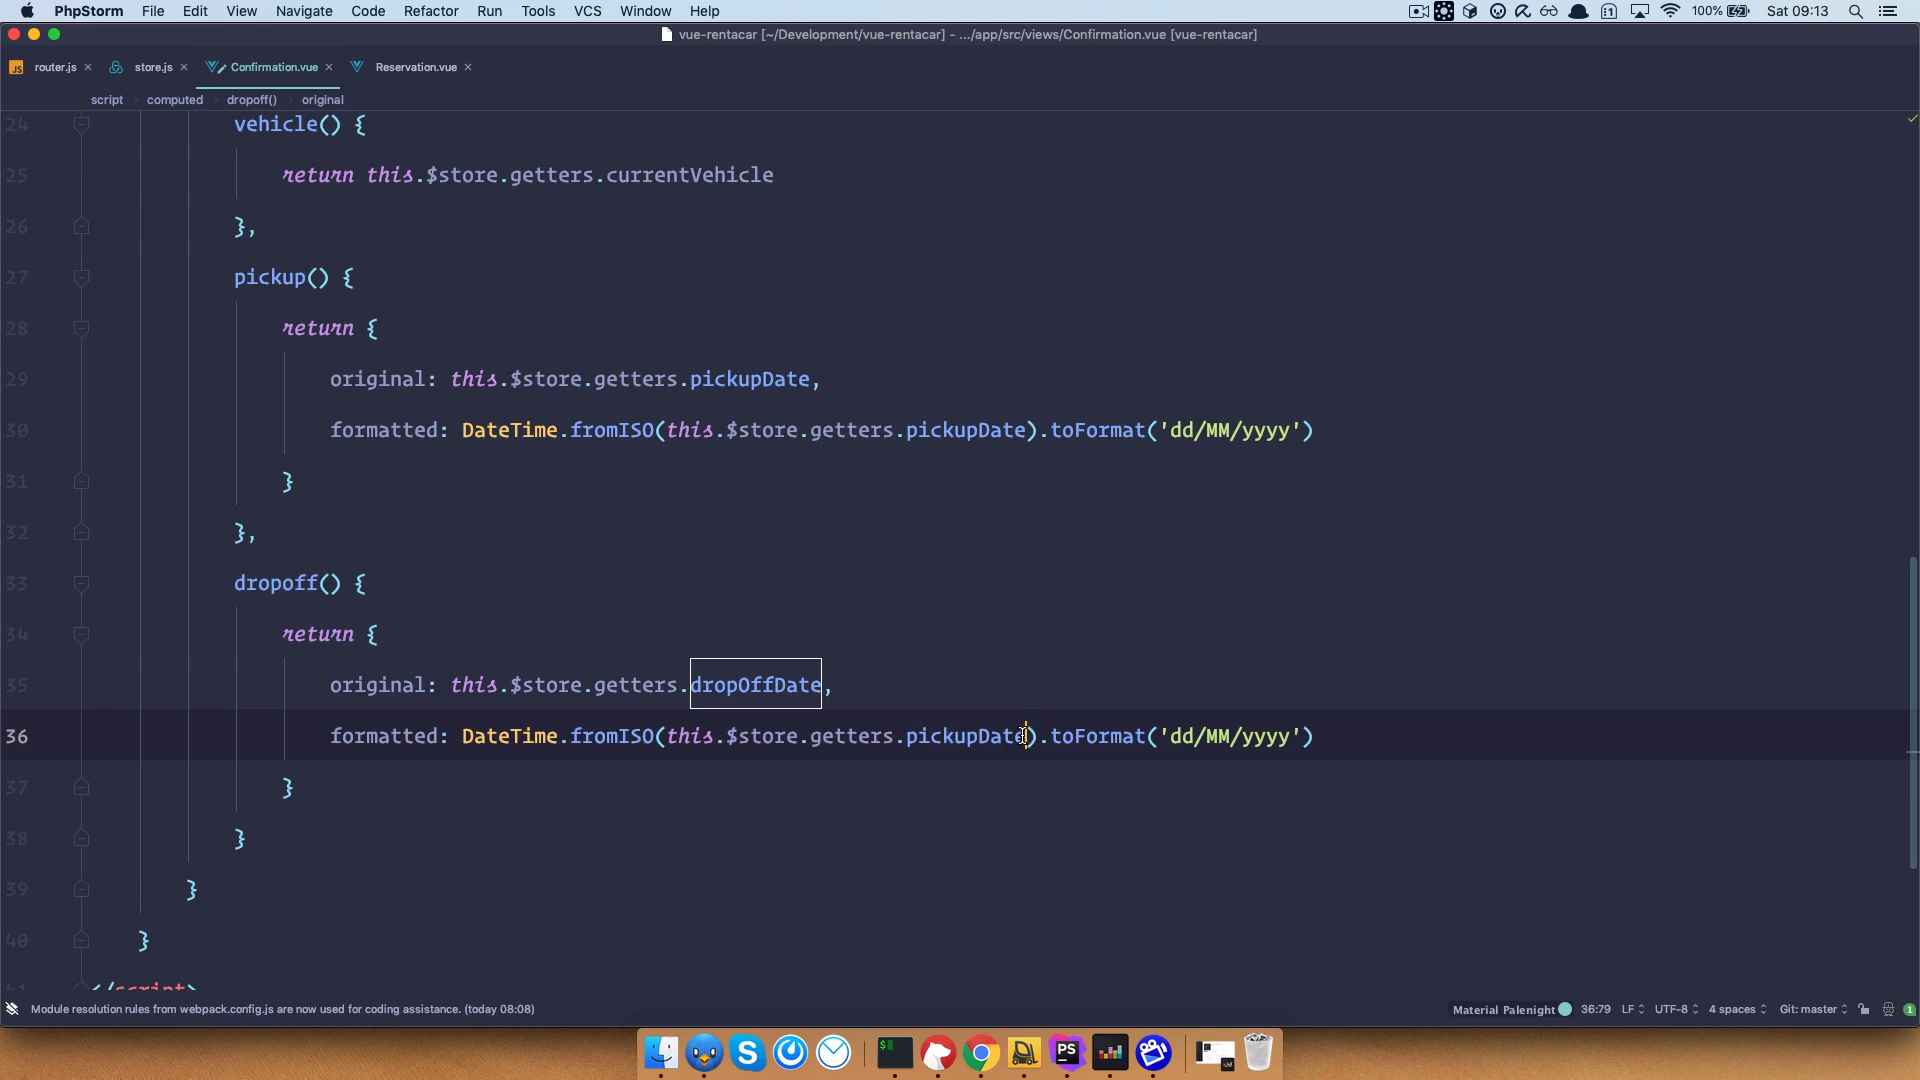 PhpStorm File Edit View Navigate Code Refactor Run Tools VCS Window Help 100% Sat 09:13
vue-rentacar [~/Development/vue-rentacar] - .../app/src/views/Confirmation.vue [vue-rentacar]
JS router.js store.js Confirmation.vue Reservation.vue
script computed dropoff() original
24 vehicle() {
25 return this.$store.getters.currentVehicle
26 },
27 pickup() {
28 return {
29 original: this.$store.getters.pickupDate,
30 formatted: DateTime.fromISO(this.$store.getters.pickupDate).toFormat('dd/MM/yyyy')
31 }
32 },
33 dropoff() {
34 return {
35 original: this.$store.getters.dropOffDate,
36 formatted: DateTime.fromISO(this.$store.getters.pickupDate).toFormat('dd/MM/yyyy')
37 }
38 }
39 }
40 }
41 </script>
Module resolution rules from webpack.config.js are now used for coding assistance. (today 08:08) Material Palenight 36:79 LF UTF-8 4 spaces Git: master 1
$ PS